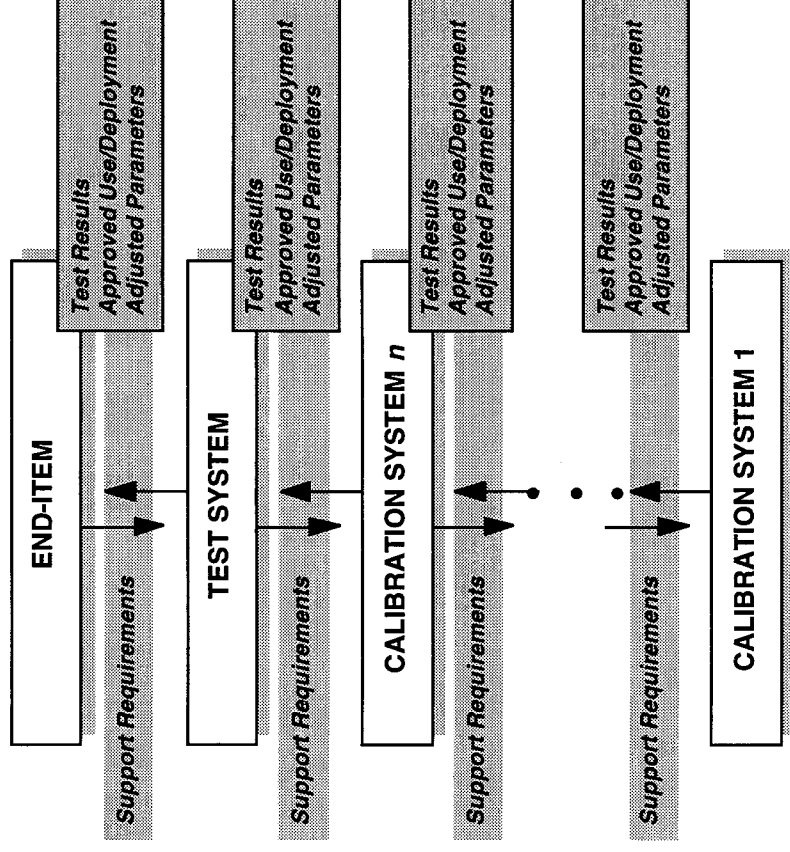 END-ITEM
Support Requirements
Test Results
Approved Use/Deployment
Adjusted Parameters
TEST SYSTEM
Support Requirements
Test Results
Approved Use/Deployment
Adjusted Parameters
CALIBRATION SYSTEM n
Support Requirements
Test Results
Approved Use/Deployment
Adjusted Parameters
Support Requirements
Test Results
Approved Use/Deployment
Adjusted Parameters
CALIBRATION SYSTEM 1